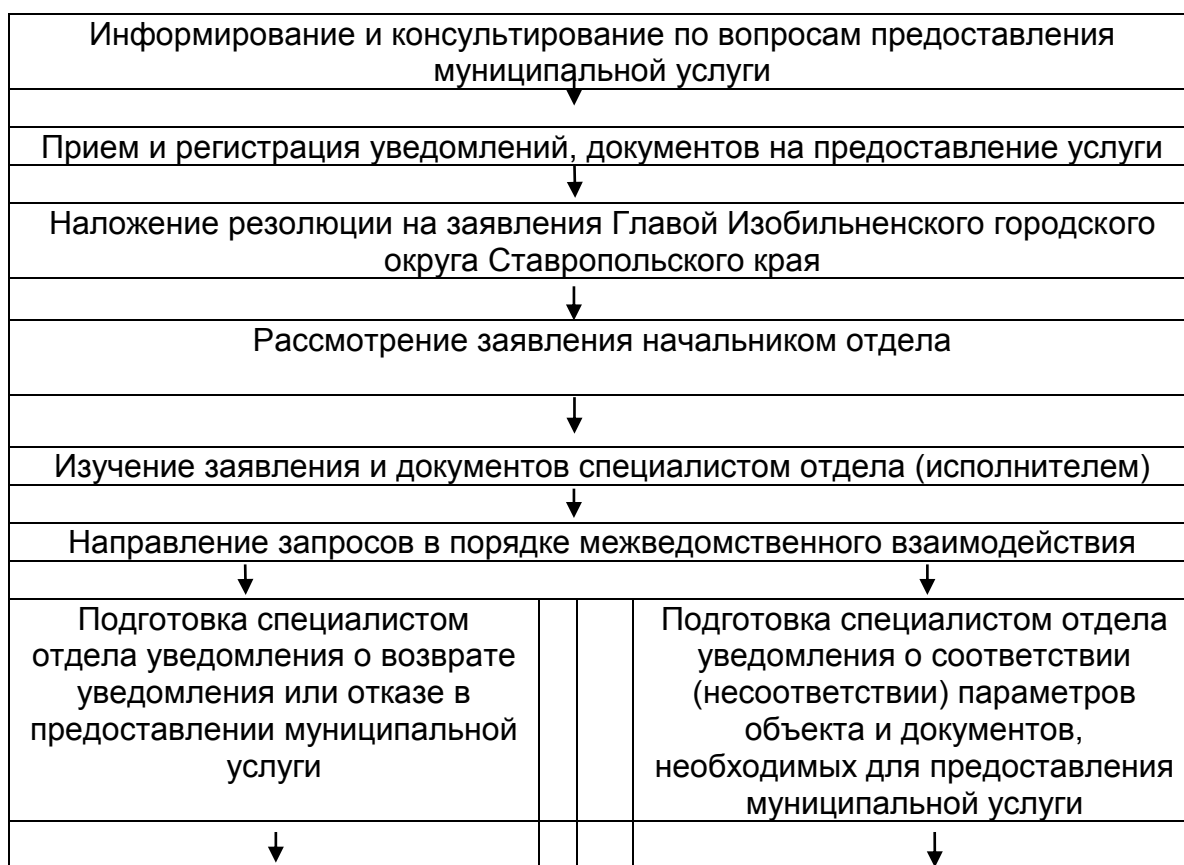 Информирование и консультирование по вопросам предоставления
муниципальной услуги
Прием и регистрация уведомлений, документов на предоставление услуги
Наложение резолюции на заявления Главой Изобильненского городского
округа Ставропольского края
Рассмотрение заявления начальником отдела
Изучение заявления и документов специалистом отдела (исполнителем)
Направление запросов в порядке межведомственного взаимодействия
Подготовка специалистом
отдела уведомления о возврате
уведомления или отказе в
предоставлении муниципальной
услуги
Подготовка специалистом отдела
уведомления о соответствии
(несоответствии) параметров
объекта и документов,
необходимых для предоставления
муниципальной услуги